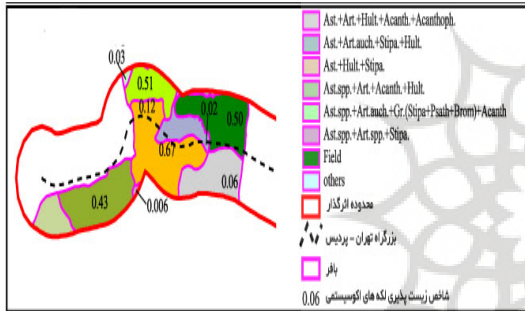 0.03
0.51
0.12
0.02
0.50
0.67
0.06
0.43
0.006
Ast.+Art.+Hult.+Acanth.+Acanthoph.
Ast.+Art.auch.+Stipa.+Hult.
Ast.+Hult.+Stipa.
Ast.spp.+Art.+Acanth.+Hult.
Ast.spp.+Art.auch.+Gr.(Stipa+Psath+Brom)+Acanth
Ast.spp.+Art.spp.+Stipa.
Field
others
محدوده اثرگذار
بزرگراه تهران - پردیس
بافر
0.06 شاخص زیست پذیری لکه های اکوسیستمی